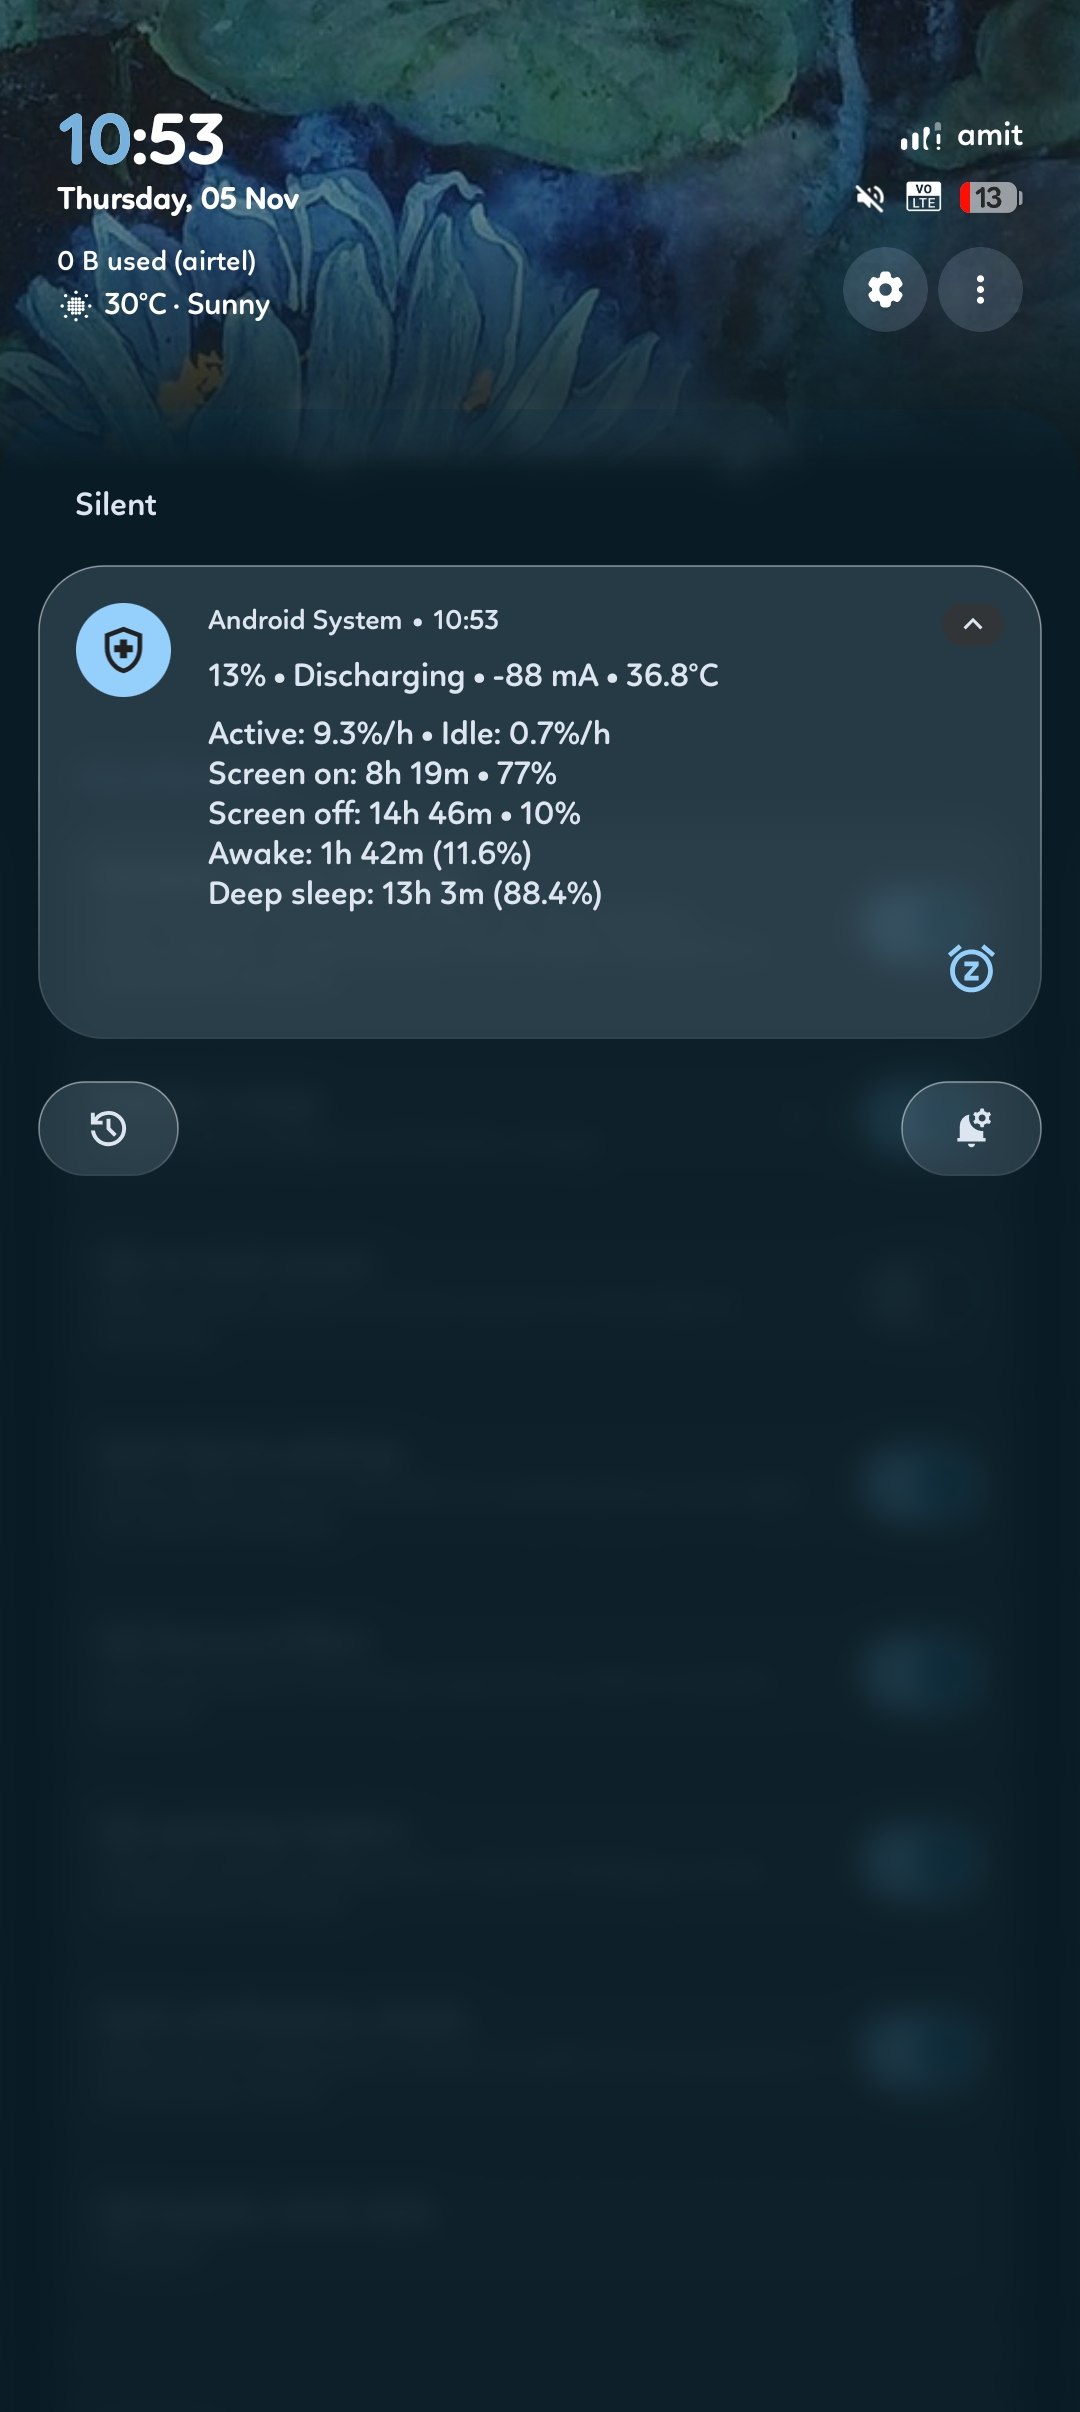 10:53
amit
Thursday, 05 Nov
VO LTE
13
0 B used (airtel)
30°C · Sunny
Silent
Android System • 10:53
13% • Discharging • -88 mA • 36.8°C
Active: 9.3%/h • Idle: 0.7%/h
Screen on: 8h 19m • 77%
Screen off: 14h 46m • 10%
Awake: 1h 42m (11.6%)
Deep sleep: 13h 3m (88.4%)